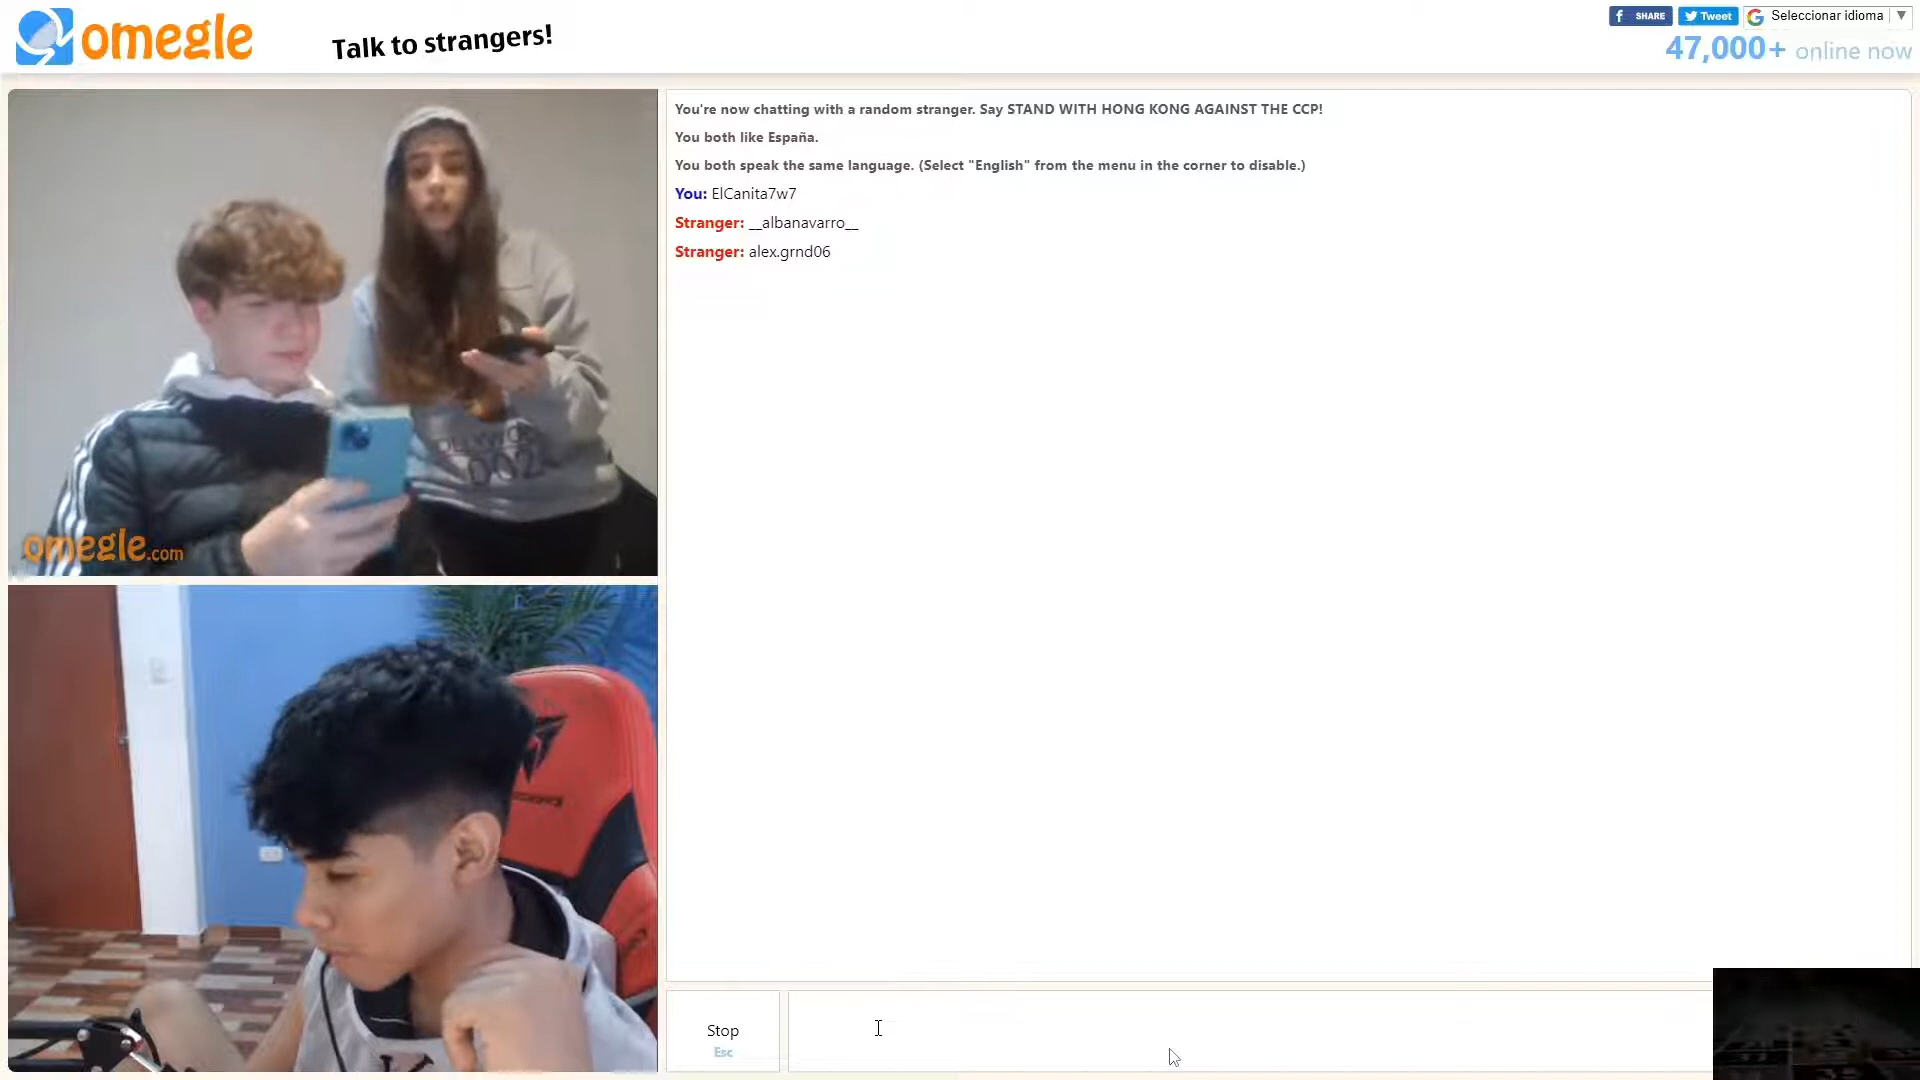 omegle
Talk to strangers!
SHARE
Tweet
Seleccionar idioma
47,000+ online now
You're now chatting with a random stranger. Say STAND WITH HONG KONG AGAINST THE CCP!
You both like España.
You both speak the same language. (Select "English" from the menu in the corner to disable.)
You: ElCanita7w7
Stranger: __albanavarro__
Stranger: alex.grnd06
omegle.com
Stop
Esc